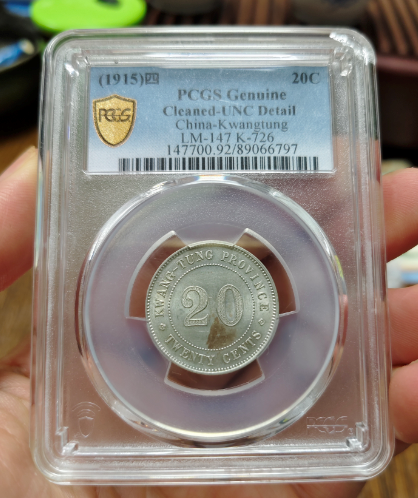 (1915)四 20C
PCGS Genuine
Cleaned-UNC Detail
China-Kwangtung
LM-147 K-726
147700.92/89066797
PCGS
KWANG-TUNG PROVINCE
20
TWENTY CENTS
PCGS